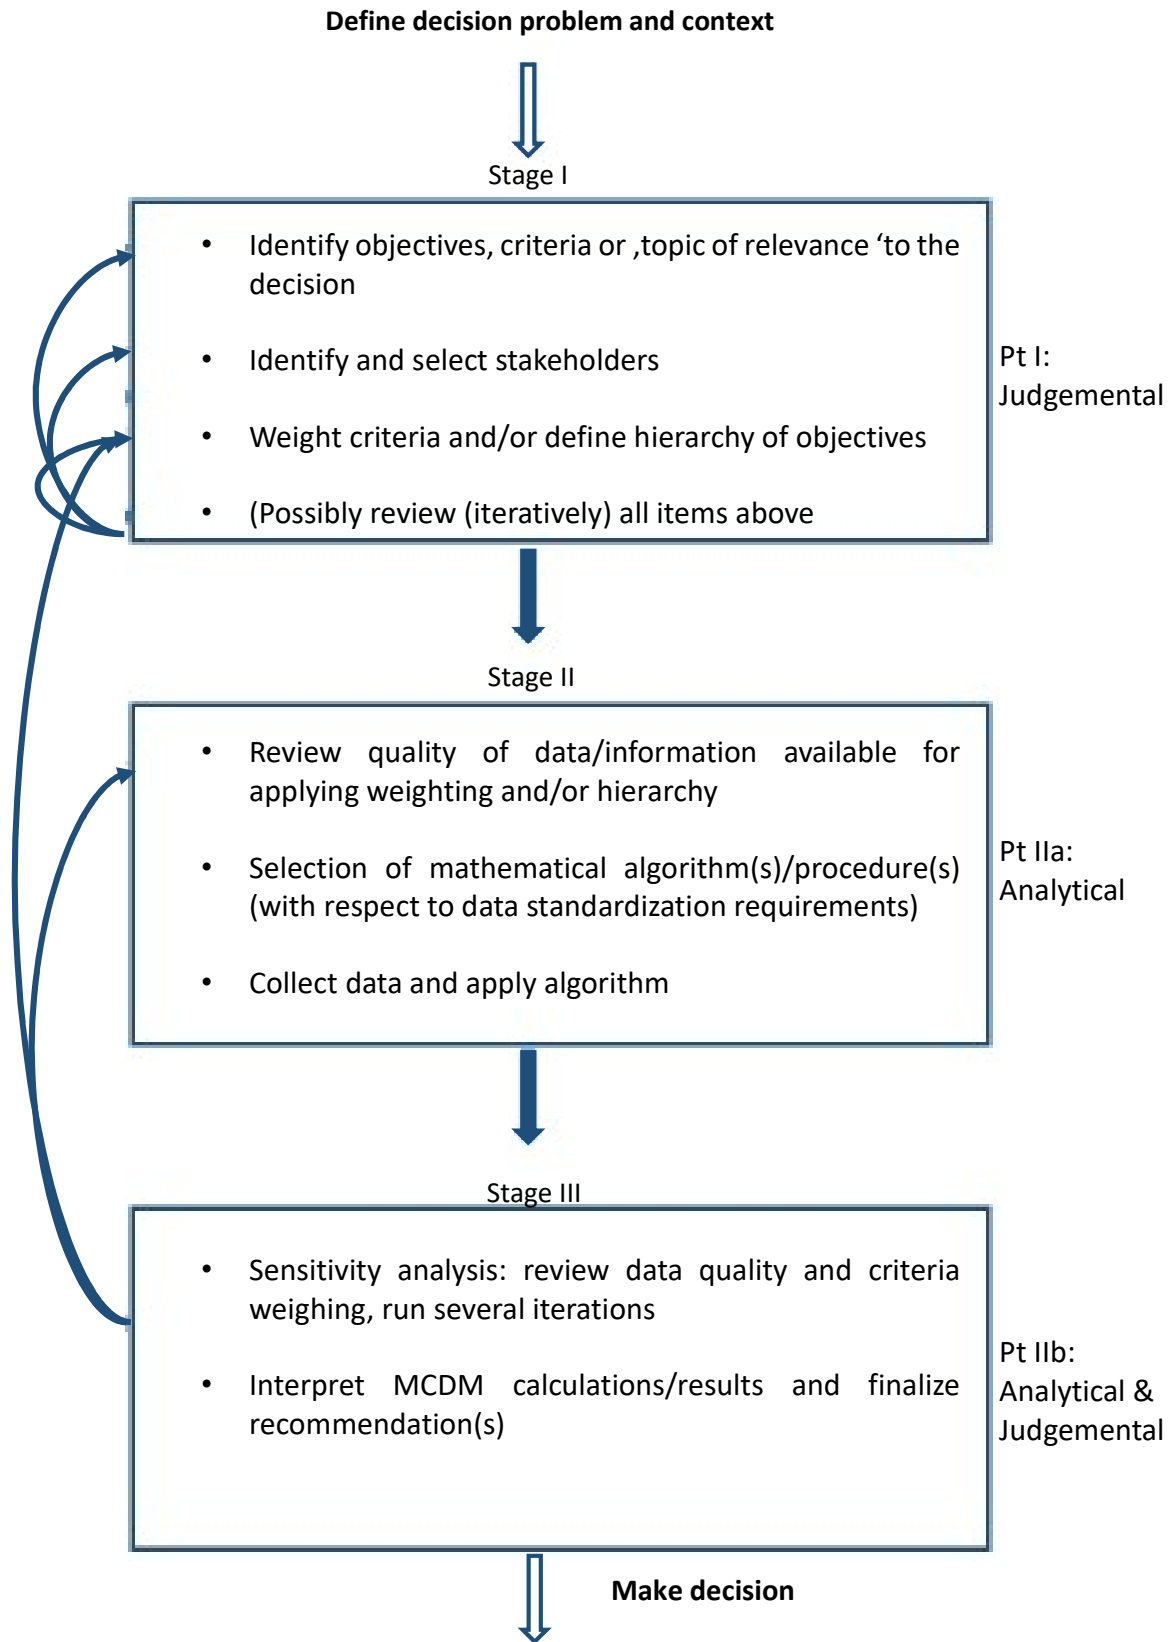 Define decision problem and context
Stage I
• Identify objectives, criteria or ,topic of relevance ‘to the
decision
• Identify and select stakeholders
• Weight criteria and/or define hierarchy of objectives
• (Possibly review (iteratively) all items above
Pt I:
Judgemental
Stage II
• Review quality of data/information available for
applying weighting and/or hierarchy
• Selection of mathematical algorithm(s)/procedure(s)
(with respect to data standardization requirements)
• Collect data and apply algorithm
Pt IIa:
Analytical
Stage III
• Sensitivity analysis: review data quality and criteria
weighing, run several iterations
• Interpret MCDM calculations/results and finalize
recommendation(s)
Pt IIb:
Analytical &
Judgemental
Make decision